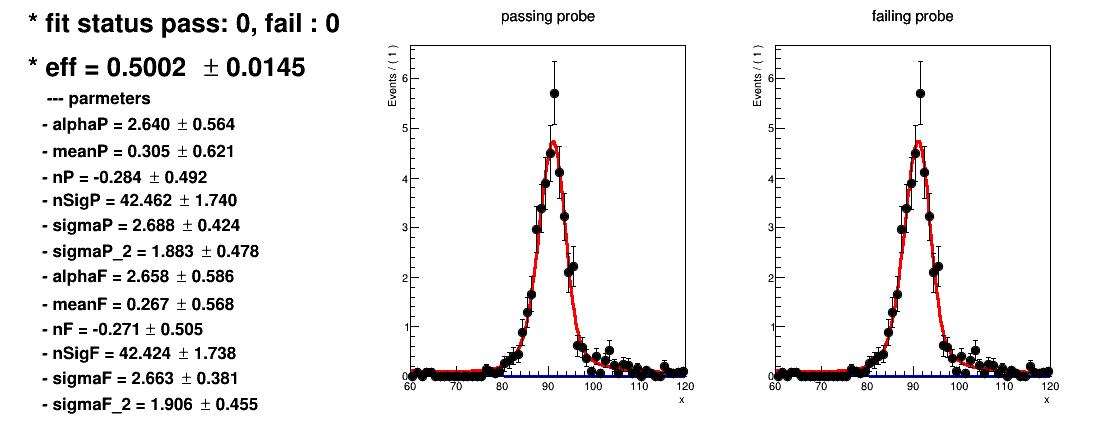 * fit status pass: 0, fail : 0
* eff = 0.5002 ± 0.0145
--- parmeters
- alphaP = 2.640 ± 0.564
- meanP = 0.305 ± 0.621
- nP = -0.284 ± 0.492
- nSigP = 42.462 ± 1.740
- sigmaP = 2.688 ± 0.424
- sigmaP_2 = 1.883 ± 0.478
- alphaF = 2.658 ± 0.586
- meanF = 0.267 ± 0.568
- nF = -0.271 ± 0.505
- nSigF = 42.424 ± 1.738
- sigmaF = 2.663 ± 0.381
- sigmaF_2 = 1.906 ± 0.455
passing probe
Events / ( 1 )
6
5
4
3
2
1
0
60 70 80 90 100 110 120
x
failing probe
Events / ( 1 )
6
5
4
3
2
1
0
60 70 80 90 100 110 120
x